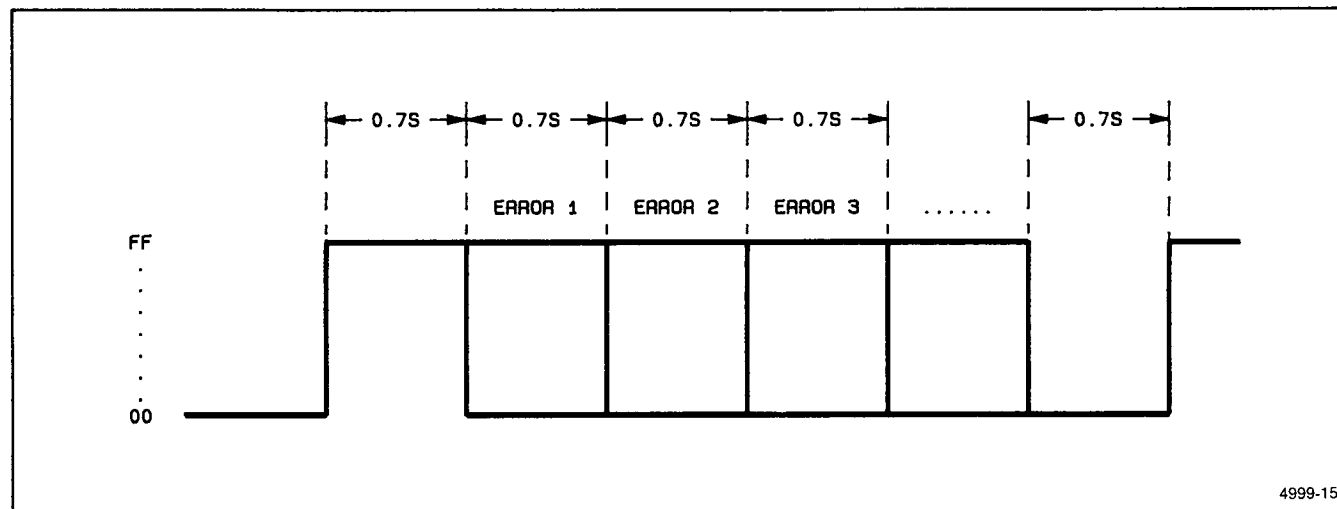 0.7S 0.7S 0.7S 0.7S 0.7S
ERROR 1 ERROR 2 ERROR 3 ......
FF
00
4999-15